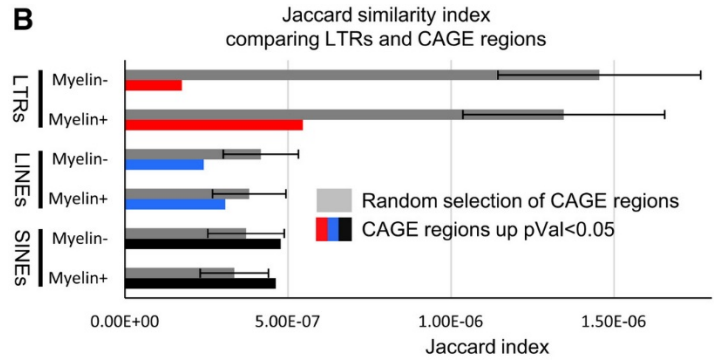 B
Jaccard similarity index
comparing LTRs and CAGE regions
LTRs
Myelin-
Myelin+
LINEs
Myelin-
Myelin+
SINEs
Myelin-
Myelin+
Random selection of CAGE regions
CAGE regions up pVal<0.05
0.00E+00 5.00E-07 1.00E-06 1.50E-06
Jaccard index